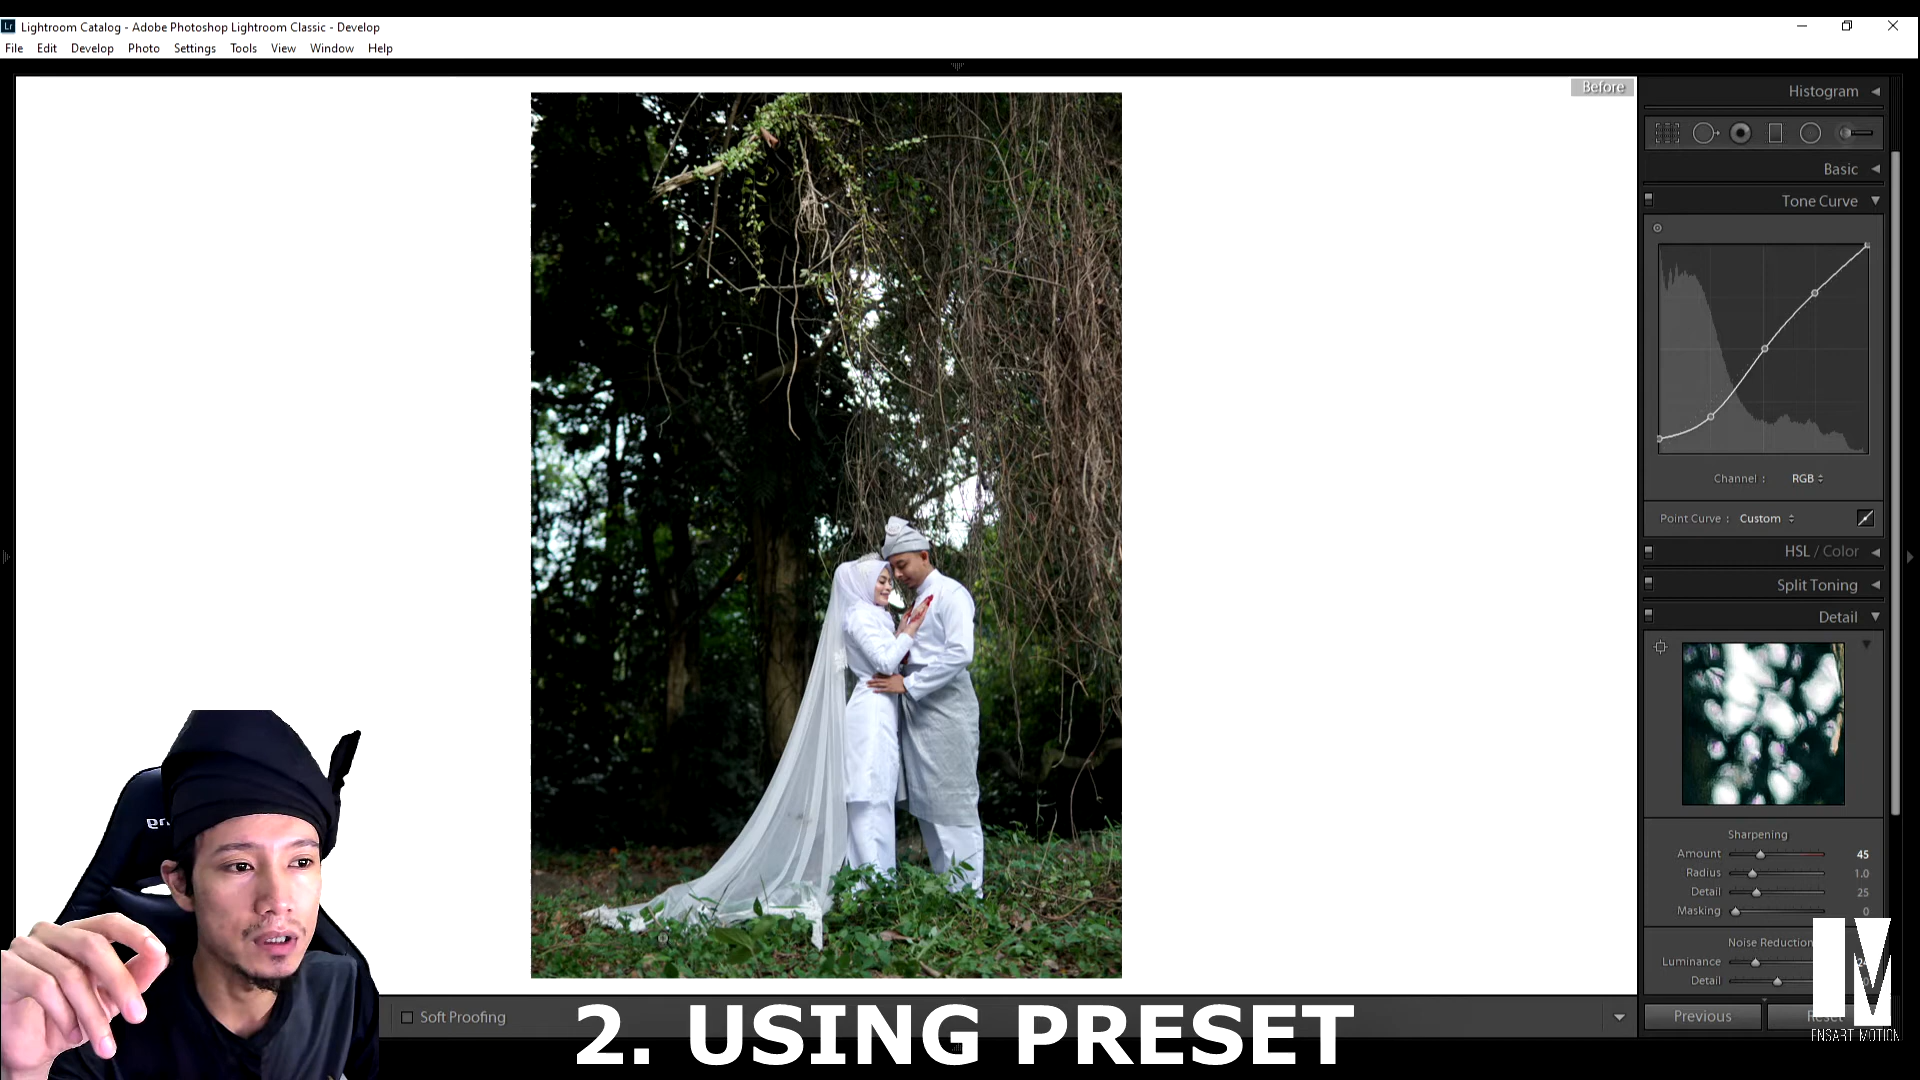 Lr Lightroom Catalog - Adobe Photoshop Lightroom Classic - Develop
File Edit Develop Photo Settings Tools View Window Help
Before
Histogram
Basic
Tone Curve
Channel : RGB
Point Curve : Custom
HSL / Color
Split Toning
Detail
Sharpening
Amount 45
Radius 1.0
Detail 25
Masking 0
Noise Reduction
Luminance
Detail
Soft Proofing
Previous Reset
2. USING PRESET
ENSART MOTION